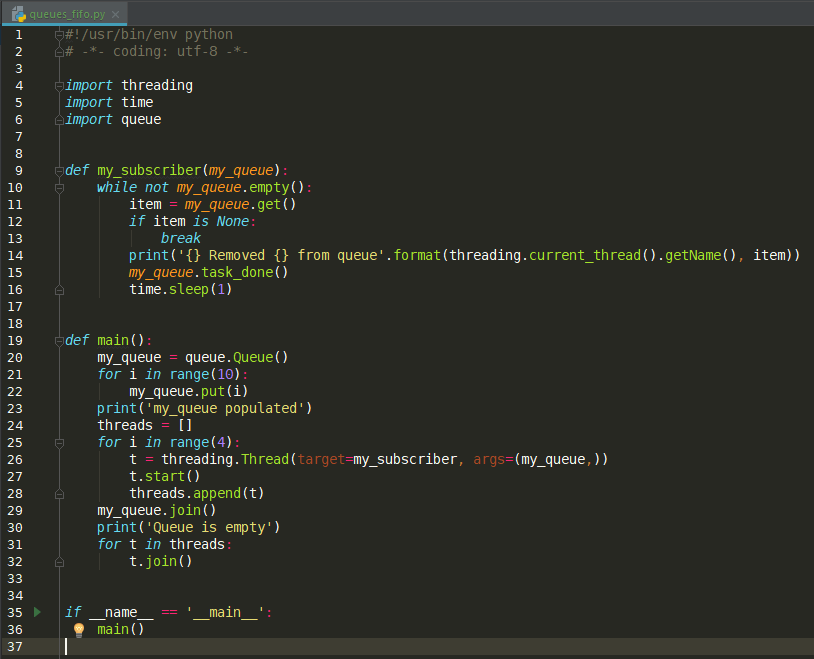 queues_fifo.py
1 #!/usr/bin/env python
2 # -*- coding: utf-8 -*-
3
4 import threading
5 import time
6 import queue
7
8
9 def my_subscriber(my_queue):
10     while not my_queue.empty():
11         item = my_queue.get()
12         if item is None:
13             break
14         print('{} Removed {} from queue'.format(threading.current_thread().getName(), item))
15         my_queue.task_done()
16         time.sleep(1)
17
18
19 def main():
20     my_queue = queue.Queue()
21     for i in range(10):
22         my_queue.put(i)
23     print('my_queue populated')
24     threads = []
25     for i in range(4):
26         t = threading.Thread(target=my_subscriber, args=(my_queue,))
27         t.start()
28         threads.append(t)
29     my_queue.join()
30     print('Queue is empty')
31     for t in threads:
32         t.join()
33
34
35 if __name__ == '__main__':
36     main()
37